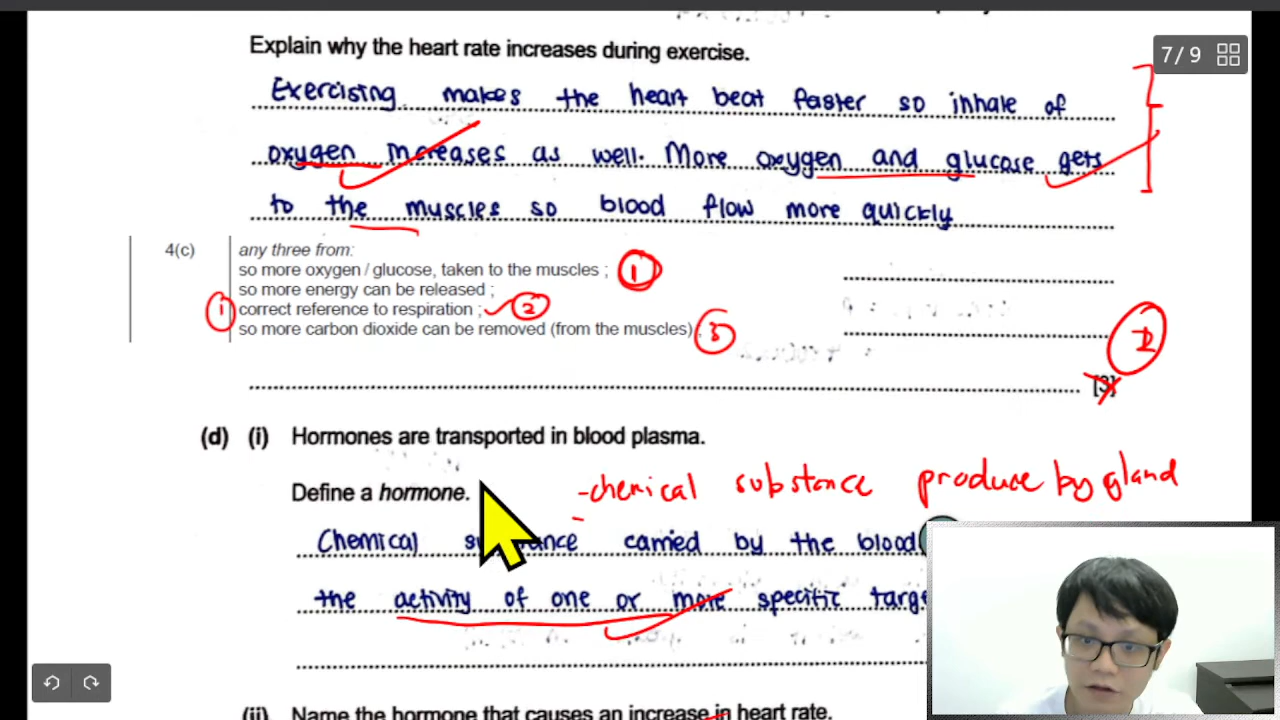 7/9
Explain why the heart rate increases during exercise.
Exercising makes the heart beat faster so inhale of
oxygen increases as well. More oxygen and glucose gets
to the muscles so blood flow more quickly
4(c) any three from:
so more oxygen / glucose, taken to the muscles ; 1
so more energy can be released ;
1 correct reference to respiration ; 2
so more carbon dioxide can be removed (from the muscles) 3
[3]
(d) (i) Hormones are transported in blood plasma.
-chemical substance produce by gland
Define a hormone.
Chemical carried by the blood
the activity of one or more specific
(ii) Name the hormone that causes an increase in heart rate.